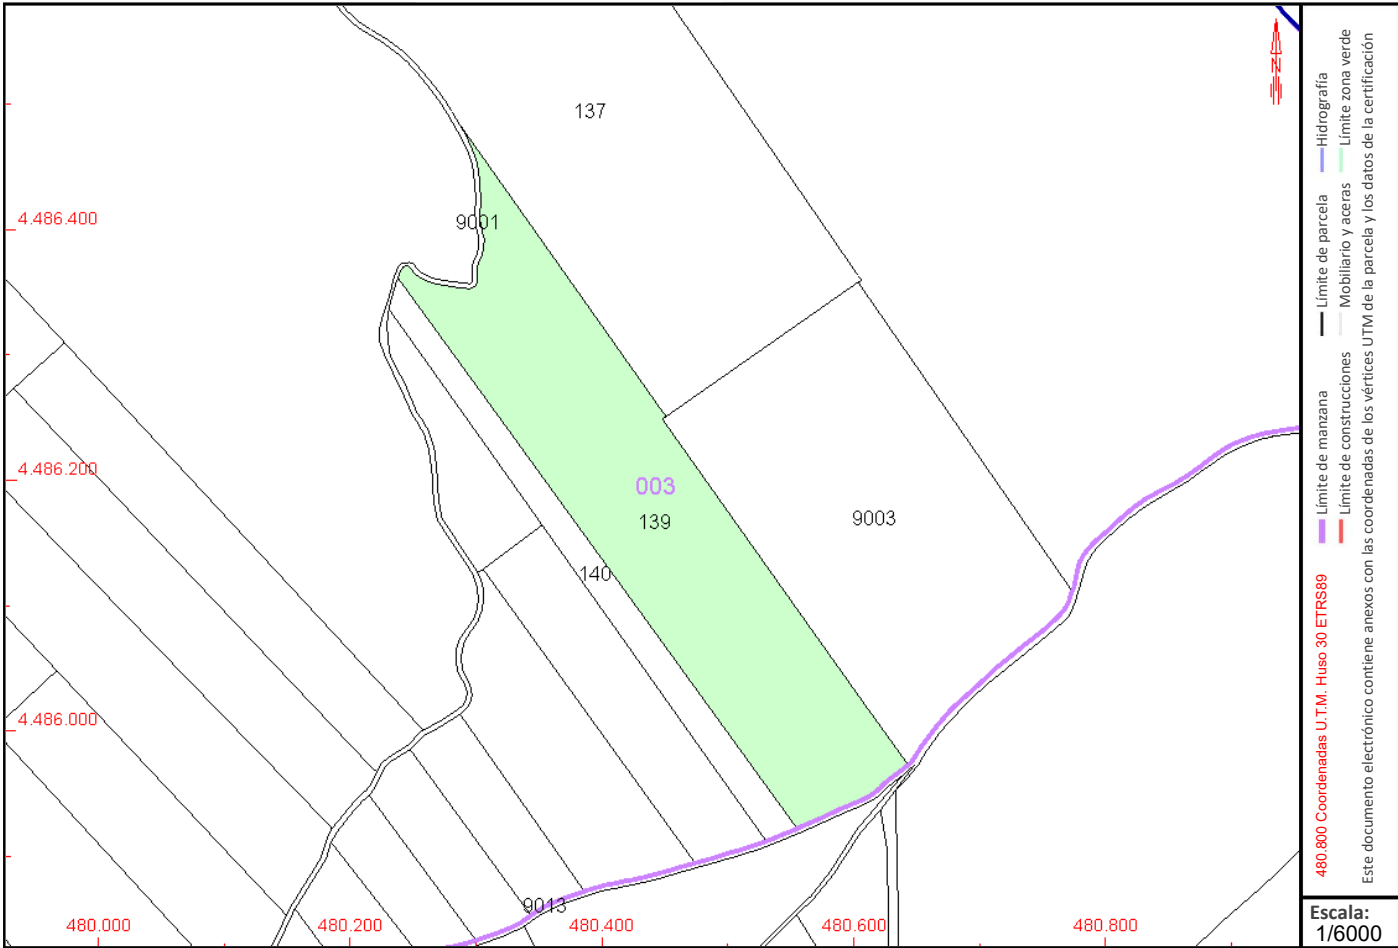 137
9001
4.486.400
4.486.200
003
139
9003
140
4.486.000
9013
480.000
480.200
480.400
480.600
480.800
N
480.800 Coordenadas U.T.M. Huso 30 ETRS89
Límite de manzana
Límite de parcela
Hidrografía
Límite de construcciones
Mobiliario y aceras
Límite zona verde
Este documento electrónico contiene anexos con las coordenadas de los vértices UTM de la parcela y los datos de la certificación
Escala:
1/6000